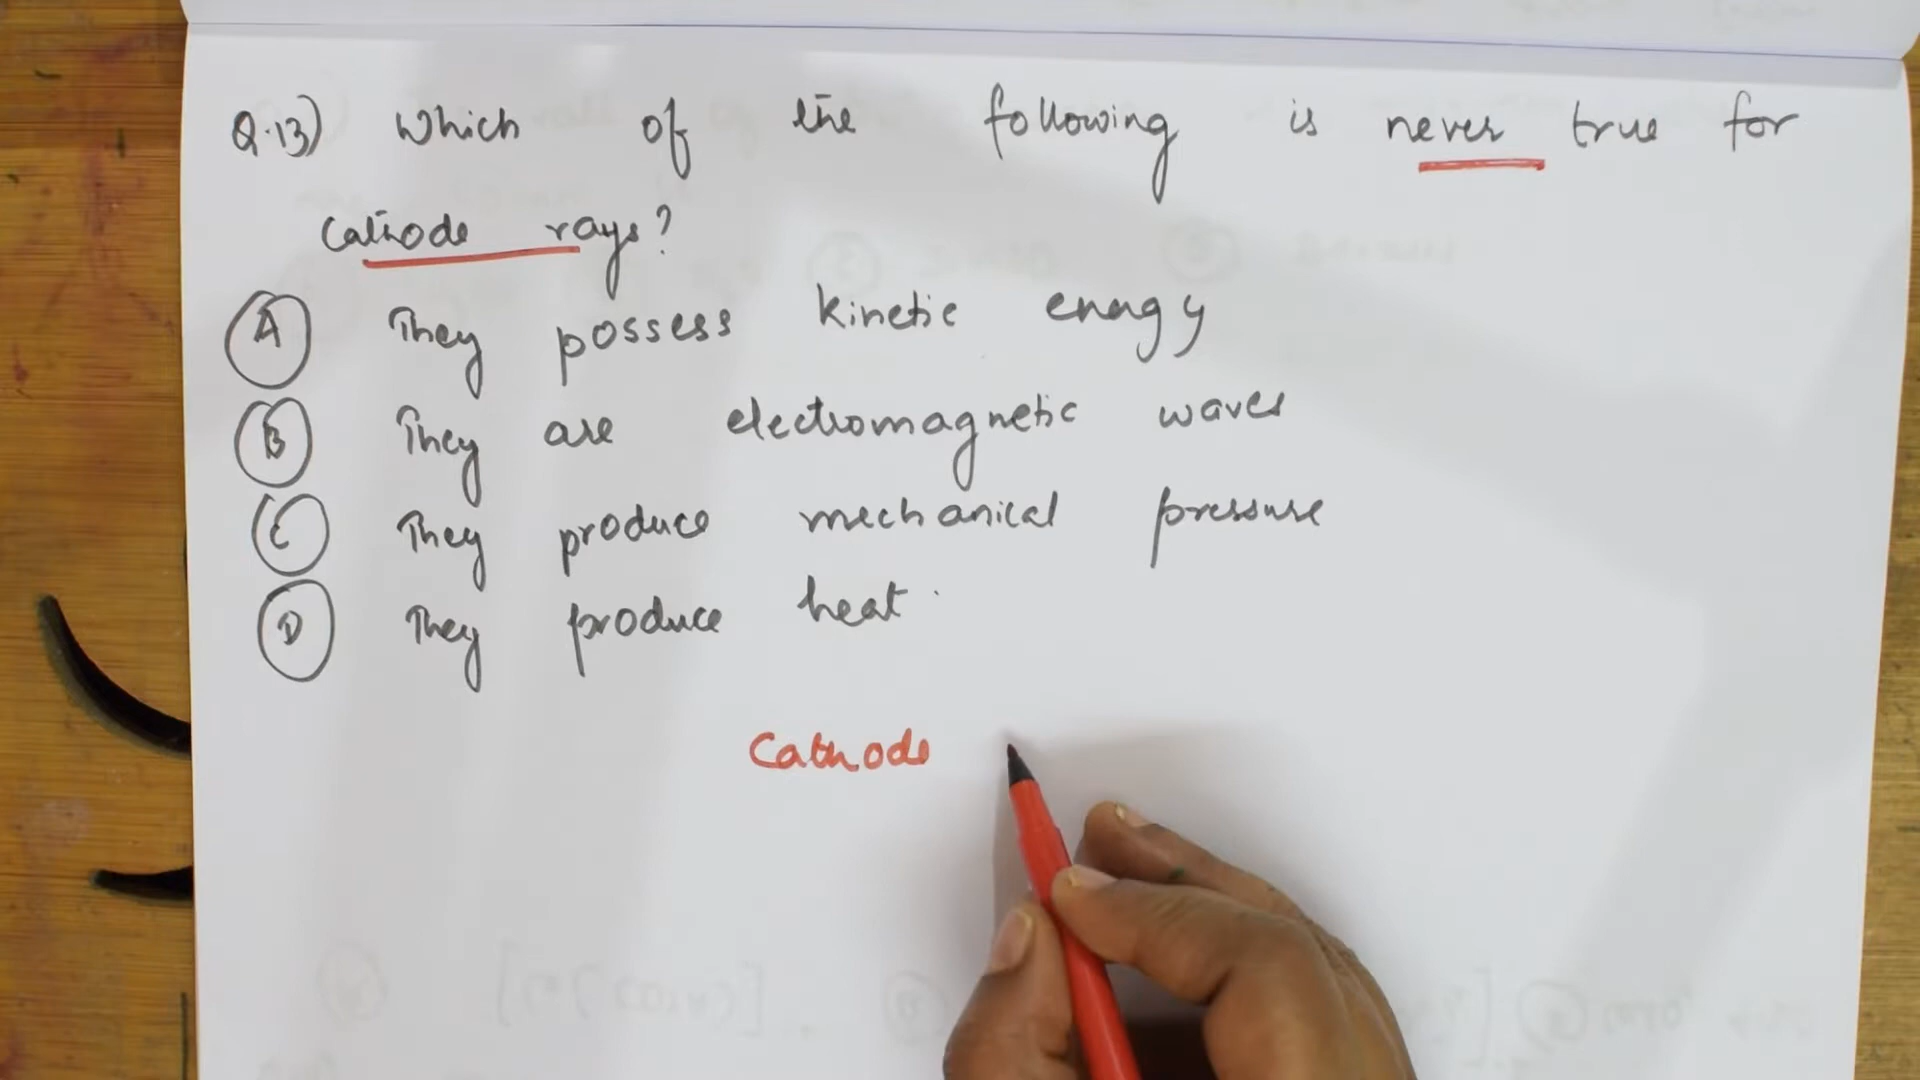 Q.13) Which of the following is never true for
Cathode rays?
A They possess kinetic energy
B They are electromagnetic waves
C They produce mechanical pressure
D They produce heat.
Cathode